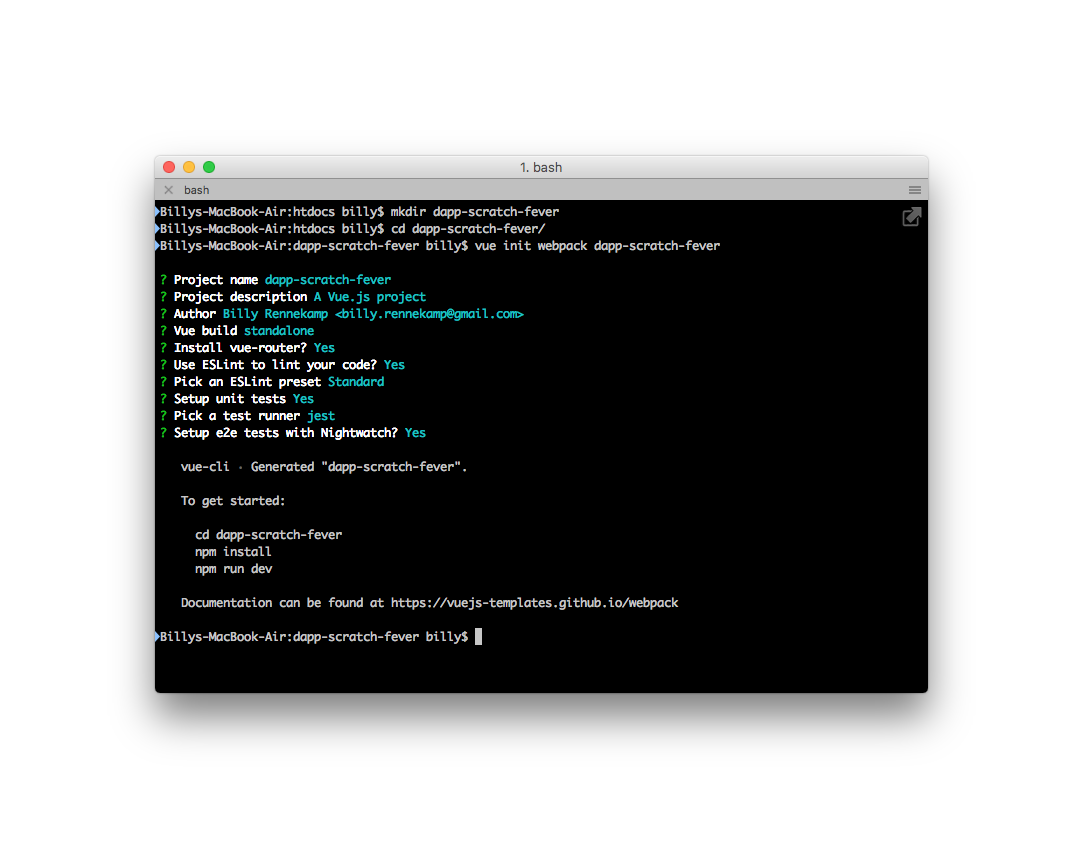 1. bash
bash
Billys-MacBook-Air:htdocs billy$ mkdir dapp-scratch-fever
Billys-MacBook-Air:htdocs billy$ cd dapp-scratch-fever/
Billys-MacBook-Air:dapp-scratch-fever billy$ vue init webpack dapp-scratch-fever
? Project name dapp-scratch-fever
? Project description A Vue.js project
? Author Billy Rennekamp <billy.rennekamp@gmail.com>
? Vue build standalone
? Install vue-router? Yes
? Use ESLint to lint your code? Yes
? Pick an ESLint preset Standard
? Setup unit tests Yes
? Pick a test runner jest
? Setup e2e tests with Nightwatch? Yes
vue-cli · Generated "dapp-scratch-fever".
To get started:
cd dapp-scratch-fever
npm install
npm run dev
Documentation can be found at https://vuejs-templates.github.io/webpack
Billys-MacBook-Air:dapp-scratch-fever billy$